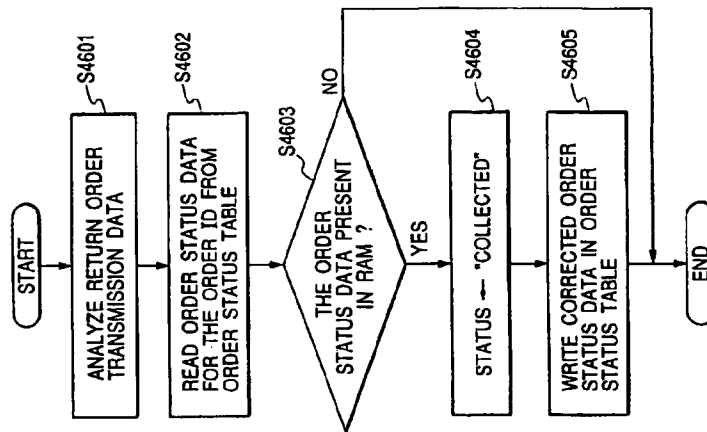 START
S4601
ANALYZE RETURN ORDER
TRANSMISSION DATA
S4602
READ ORDER STATUS DATA
FOR THE ORDER ID FROM
ORDER STATUS TABLE
S4603
THE ORDER
STATUS DATA PRESENT
IN RAM ?
NO
YES
S4604
STATUS ← "COLLECTED"
S4605
WRITE CORRECTED ORDER
STATUS DATA IN ORDER
STATUS TABLE
END